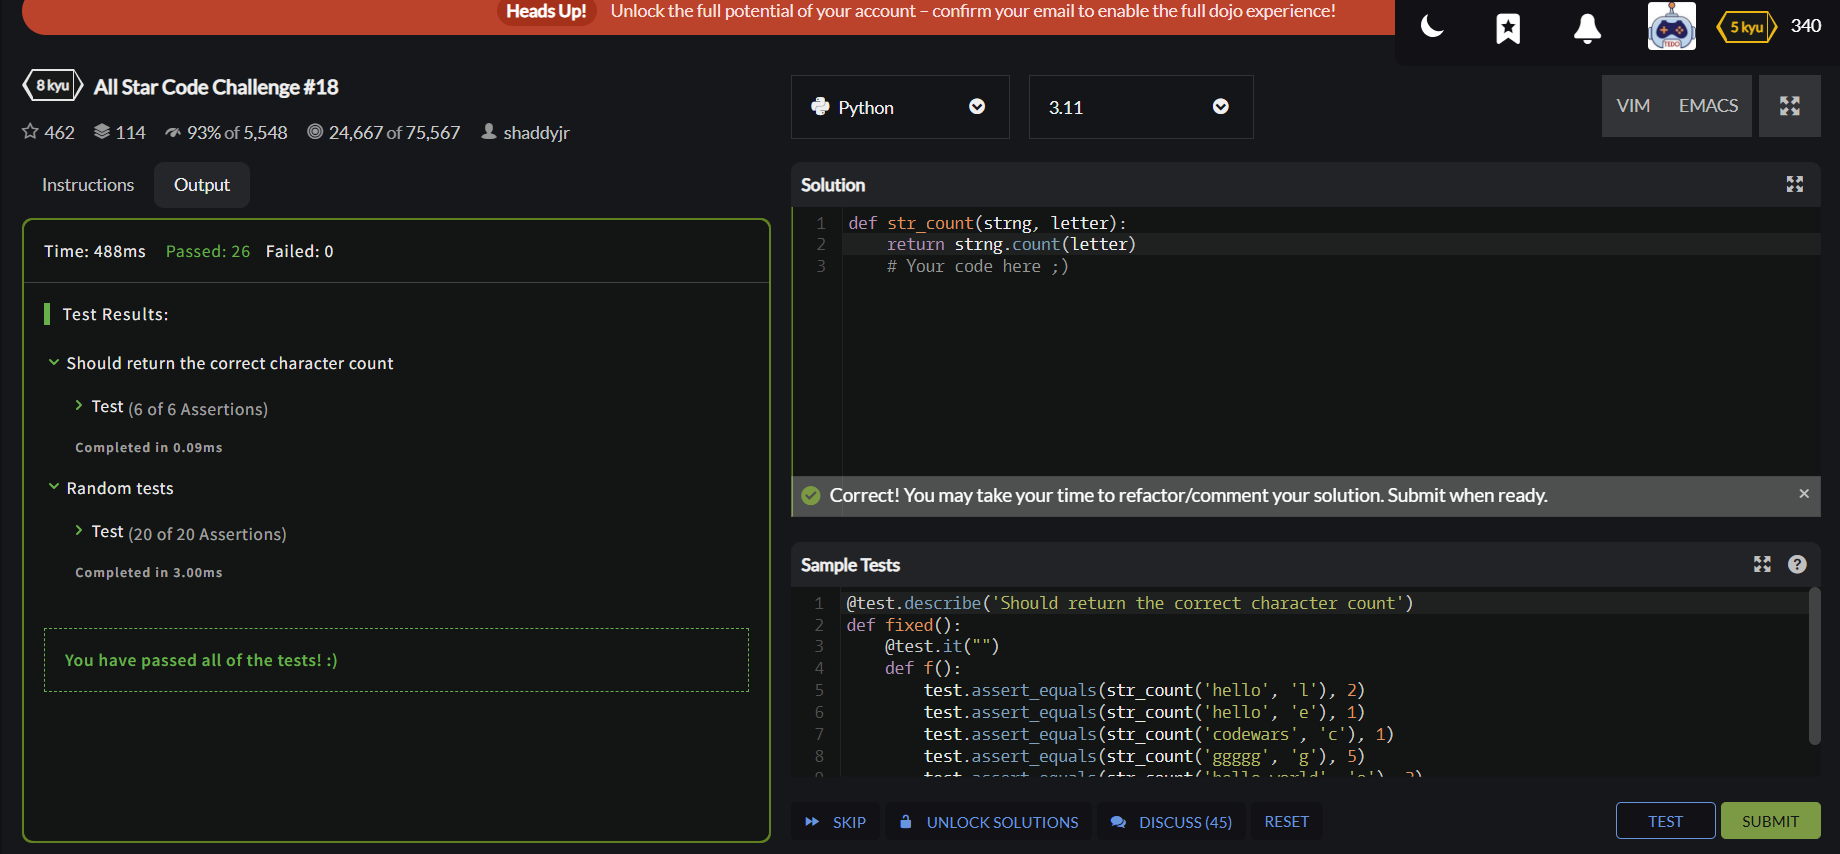 Heads Up! Unlock the full potential of your account – confirm your email to enable the full dojo experience!
TEDO 5 kyu 340
8 kyu All Star Code Challenge #18
462 114 93% of 5,548 24,667 of 75,567 shaddyjr
Instructions Output
Time: 488ms Passed: 26 Failed: 0
Test Results:
Should return the correct character count
Test (6 of 6 Assertions)
Completed in 0.09ms
Random tests
Test (20 of 20 Assertions)
Completed in 3.00ms
You have passed all of the tests! :)
Python 3.11 VIM EMACS
Solution
1 def str_count(strng, letter):
2 return strng.count(letter)
3 # Your code here ;)
Correct! You may take your time to refactor/comment your solution. Submit when ready. ×
Sample Tests ?
1 @test.describe('Should return the correct character count')
2 def fixed():
3 @test.it("")
4 def f():
5 test.assert_equals(str_count('hello', 'l'), 2)
6 test.assert_equals(str_count('hello', 'e'), 1)
7 test.assert_equals(str_count('codewars', 'c'), 1)
8 test.assert_equals(str_count('ggggg', 'g'), 5)
SKIP UNLOCK SOLUTIONS DISCUSS (45) RESET TEST SUBMIT